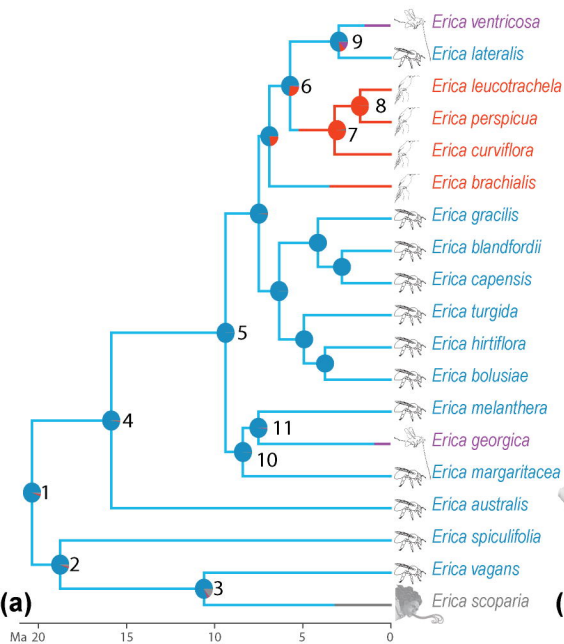 Erica ventricosa
9
Erica lateralis
6
Erica leucotrachela
8
Erica perspicua
7
Erica curviflora
Erica brachialis
Erica gracilis
Erica blandfordii
Erica capensis
Erica turgida
5
Erica hirtiflora
Erica bolusiae
Erica melanthera
4
11
Erica georgica
10
Erica margaritacea
1
Erica australis
Erica spiculifolia
2
Erica vagans
3
(a)
Erica scoparia
(
Ma 20 15 10 5 0